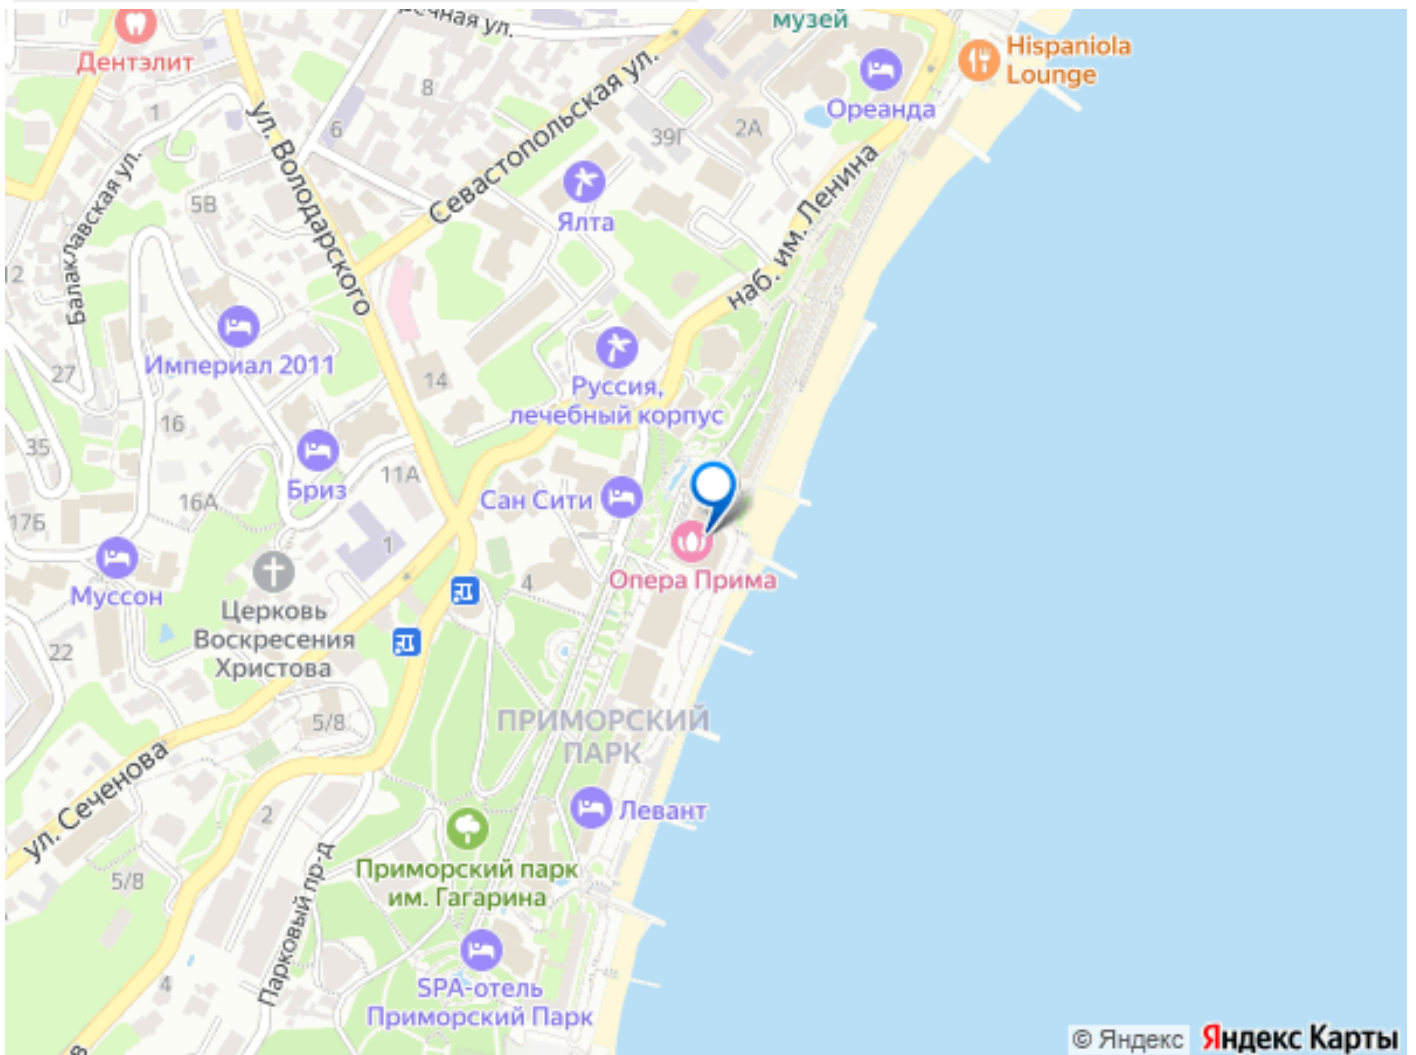 музей
Hispaniola
Lounge
Дентэлит
8
1
6
ул. Володарского
Севастопольская ул.
39Г
2А
Ореанда
Балаклавская ул.
5В
Ялта
наб. им. Ленина
12
Империал 2011
27
14
Руссия,
лечебный корпус
16
35
11А
Бриз
16А
Сан Сити
17Б
1
Муссон
4
Опера Прима
Церковь
Воскресения
Христова
22
5/8
ПРИМОРСКИЙ
ПАРК
ул. Сеченова
2
Левант
Приморский парк
им. Гагарина
5/8
Парковый пр-д
4
SPA-отель
Приморский Парк
© Яндекс Яндекс Карты